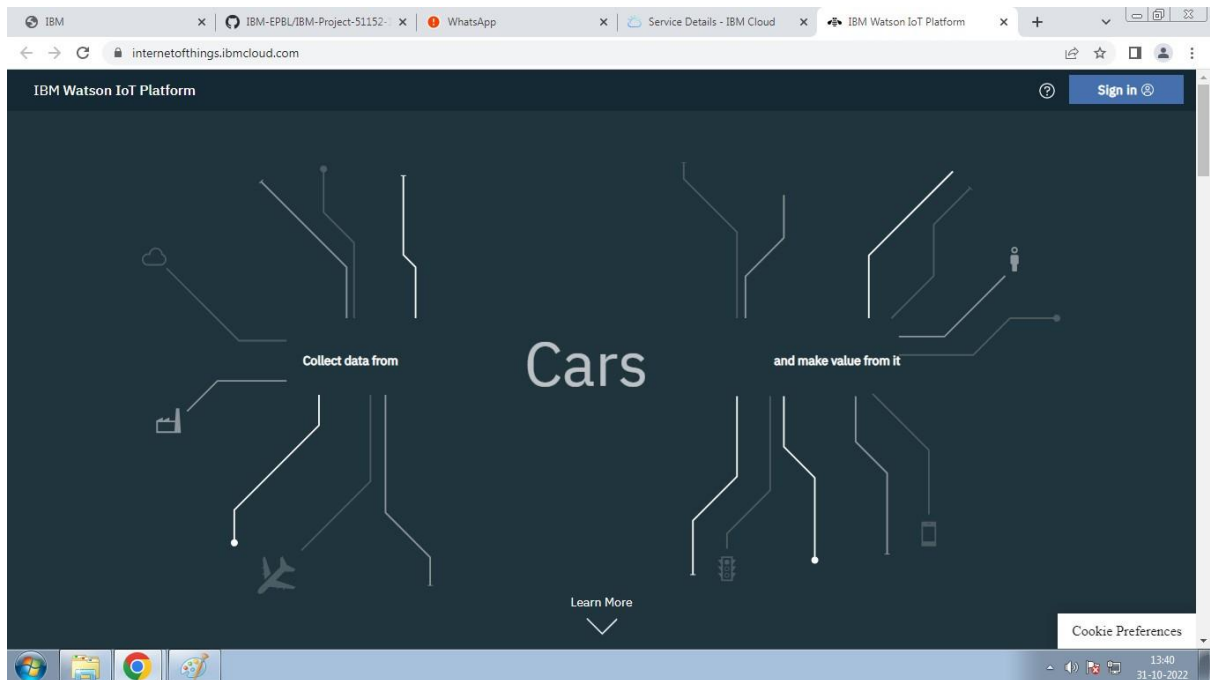 IBM
IBM-EPBL/IBM-Project-51152-
WhatsApp
Service Details - IBM Cloud
IBM Watson IoT Platform
internetofthings.ibmcloud.com
IBM Watson IoT Platform
Sign in
Collect data from
Cars
and make value from it
Learn More
Cookie Preferences
13:40
31-10-2022